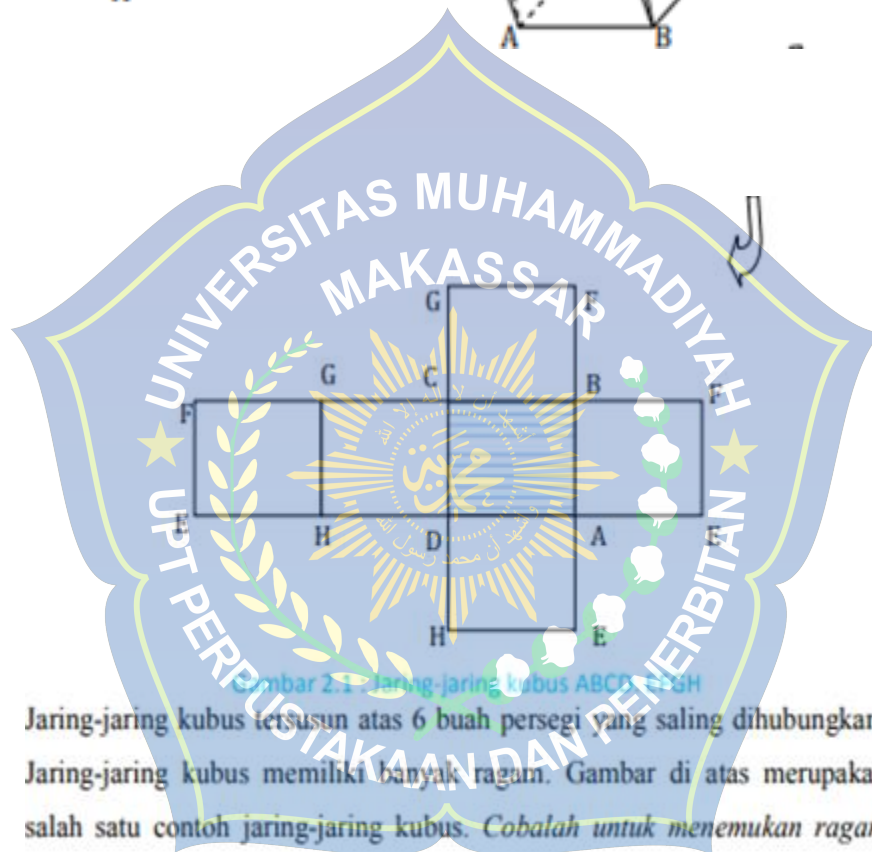 A B
UNIVERSITAS MUHAMMADIYAH
MAKASSAR
G F
G C B F
F
E H D A E
H E
UPT PERPUSTAKAAN DAN PENERBITAN
Gambar 2.1 : Jaring-jaring kubus ABCD. EFGH
Jaring-jaring kubus tersusun atas 6 buah persegi yang saling dihubungkan
Jaring-jaring kubus memiliki banyak ragam. Gambar di atas merupaka
salah satu contoh jaring-jaring kubus. Cobalah untuk menemukan ragam